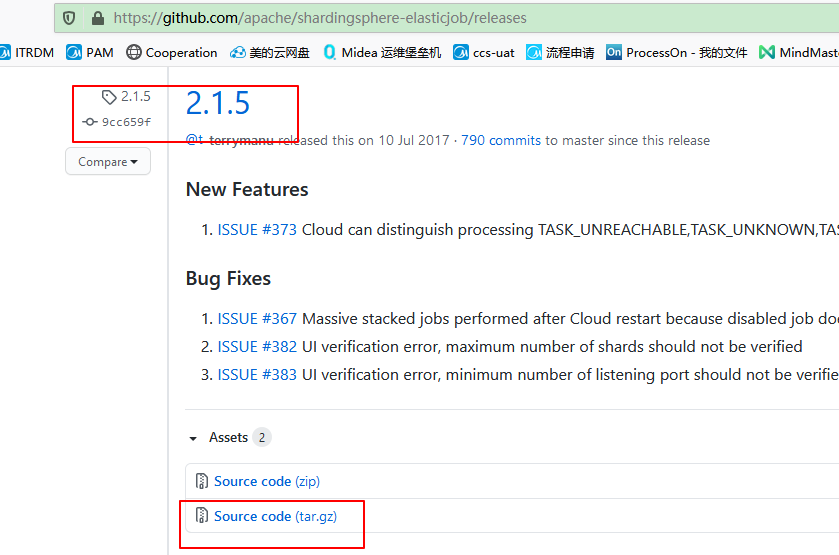 https://github.com/apache/shardingsphere-elasticjob/releases
ITRDM PAM Cooperation 美的云网盘 Midea 运维堡垒机 ccs-uat 流程申请 ProcessOn - 我的文件 MindMast
2.1.5
9cc659f
Compare
2.1.5
@t terrymanu released this on 10 Jul 2017 · 790 commits to master since this release
New Features
1. ISSUE #373 Cloud can distinguish processing TASK_UNREACHABLE,TASK_UNKNOWN,TAS
Bug Fixes
1. ISSUE #367 Massive stacked jobs performed after Cloud restart because disabled job doe
2. ISSUE #382 UI verification error, maximum number of shards should not be verified
3. ISSUE #383 UI verification error, minimum number of listening port should not be verifie
Assets 2
Source code (zip)
Source code (tar.gz)